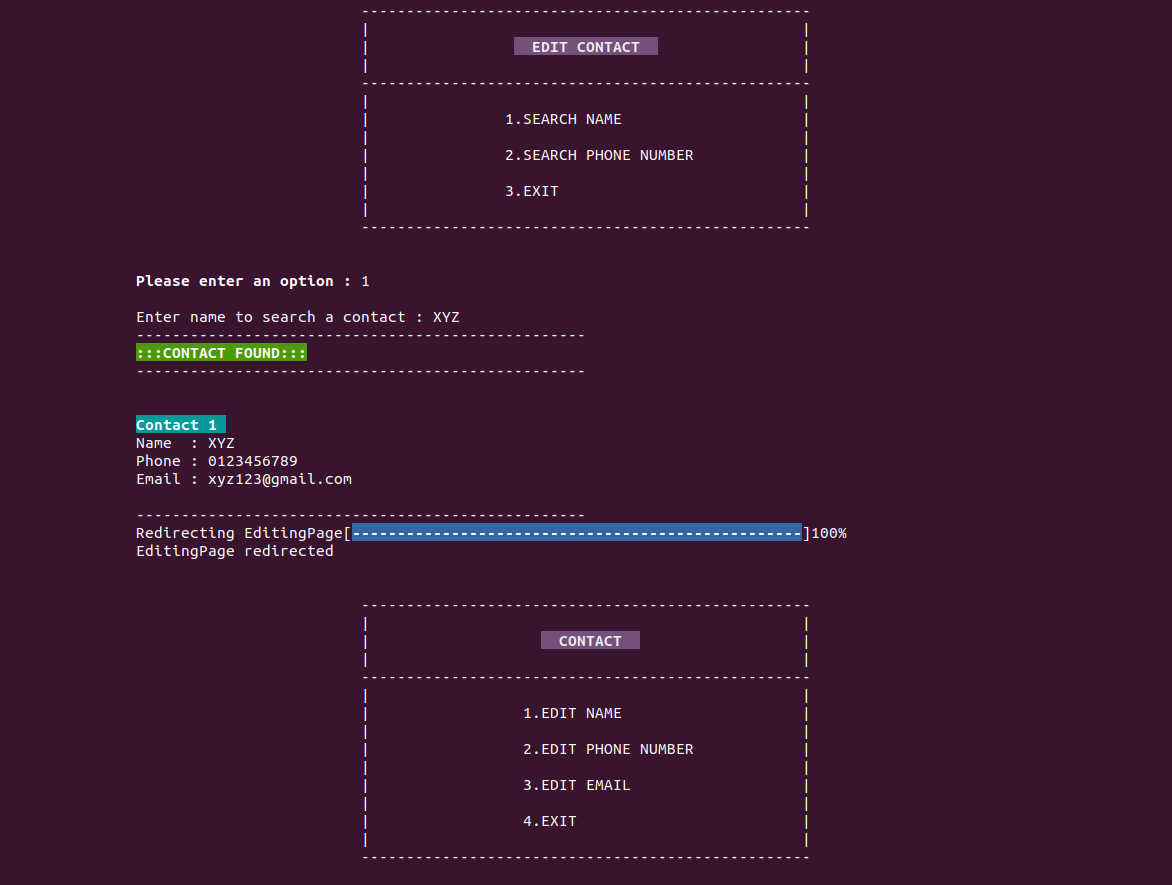 --------------------------------------------------
|                                                |
|                  EDIT CONTACT                  |
|                                                |
--------------------------------------------------
|                                                |
|               1.SEARCH NAME                    |
|                                                |
|               2.SEARCH PHONE NUMBER            |
|                                                |
|               3.EXIT                           |
|                                                |
--------------------------------------------------
Please enter an option : 1
Enter name to search a contact : XYZ
--------------------------------------------------
:::CONTACT FOUND:::
--------------------------------------------------
Contact 1
Name  : XYZ
Phone : 0123456789
Email : xyz123@gmail.com
--------------------------------------------------
Redirecting EditingPage[--------------------------------------------------]100%
EditingPage redirected
--------------------------------------------------
|                                                |
|                     CONTACT                    |
|                                                |
--------------------------------------------------
|                                                |
|                 1.EDIT NAME                    |
|                                                |
|                 2.EDIT PHONE NUMBER            |
|                                                |
|                 3.EDIT EMAIL                   |
|                                                |
|                 4.EXIT                         |
|                                                |
--------------------------------------------------